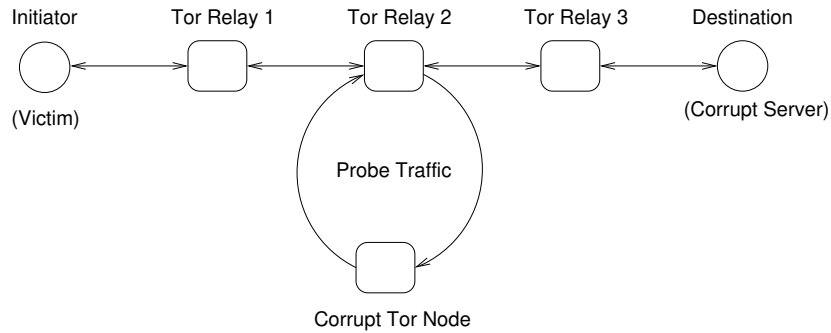 Initiator
Tor Relay 1
Tor Relay 2
Tor Relay 3
Destination
(Victim)
(Corrupt Server)
Probe Traffic
Corrupt Tor Node